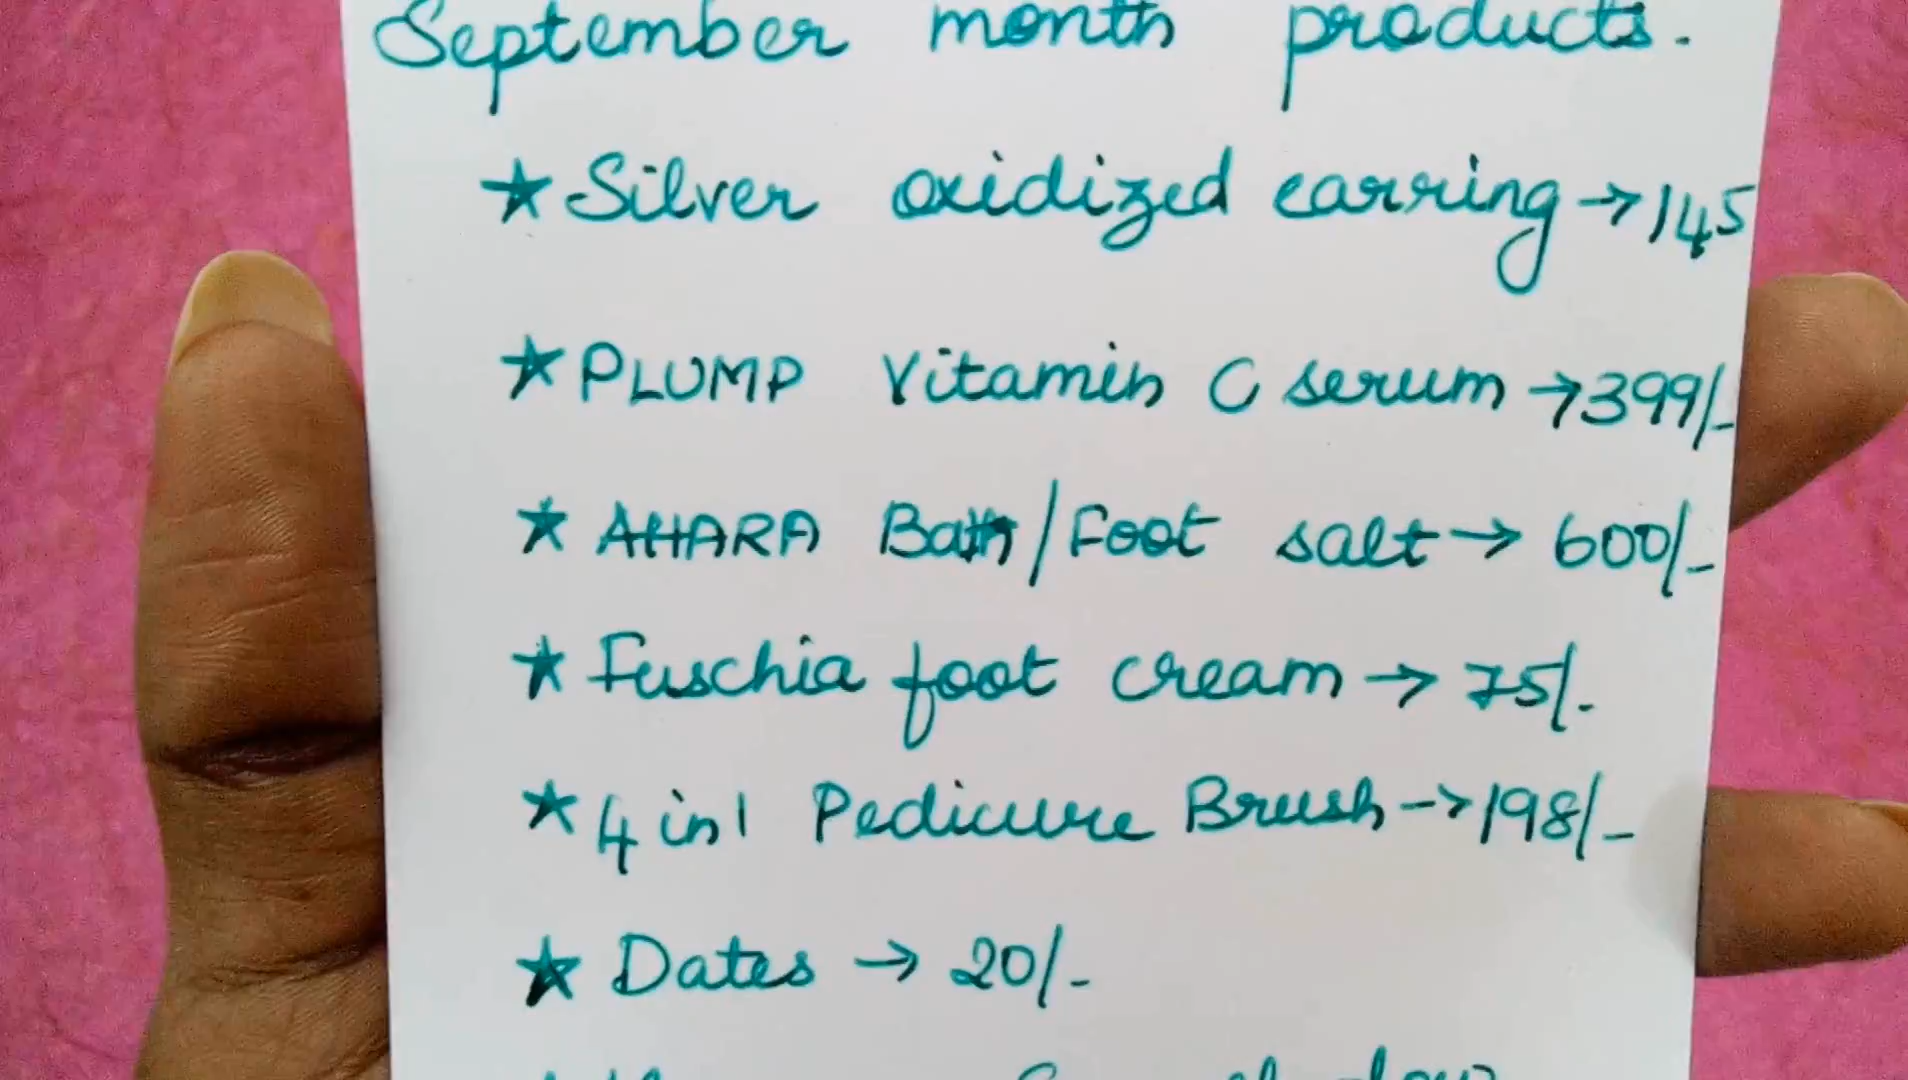 September month products.
★ Silver oxidized earring → 145
★ PLUMP Vitamin C serum → 399/-
★ AHARA Bath/Foot salt → 600/-
★ Fuschia foot cream → 75/-
★ 4 in 1 Pedicure Brush → 198/-
★ Dates → 20/-